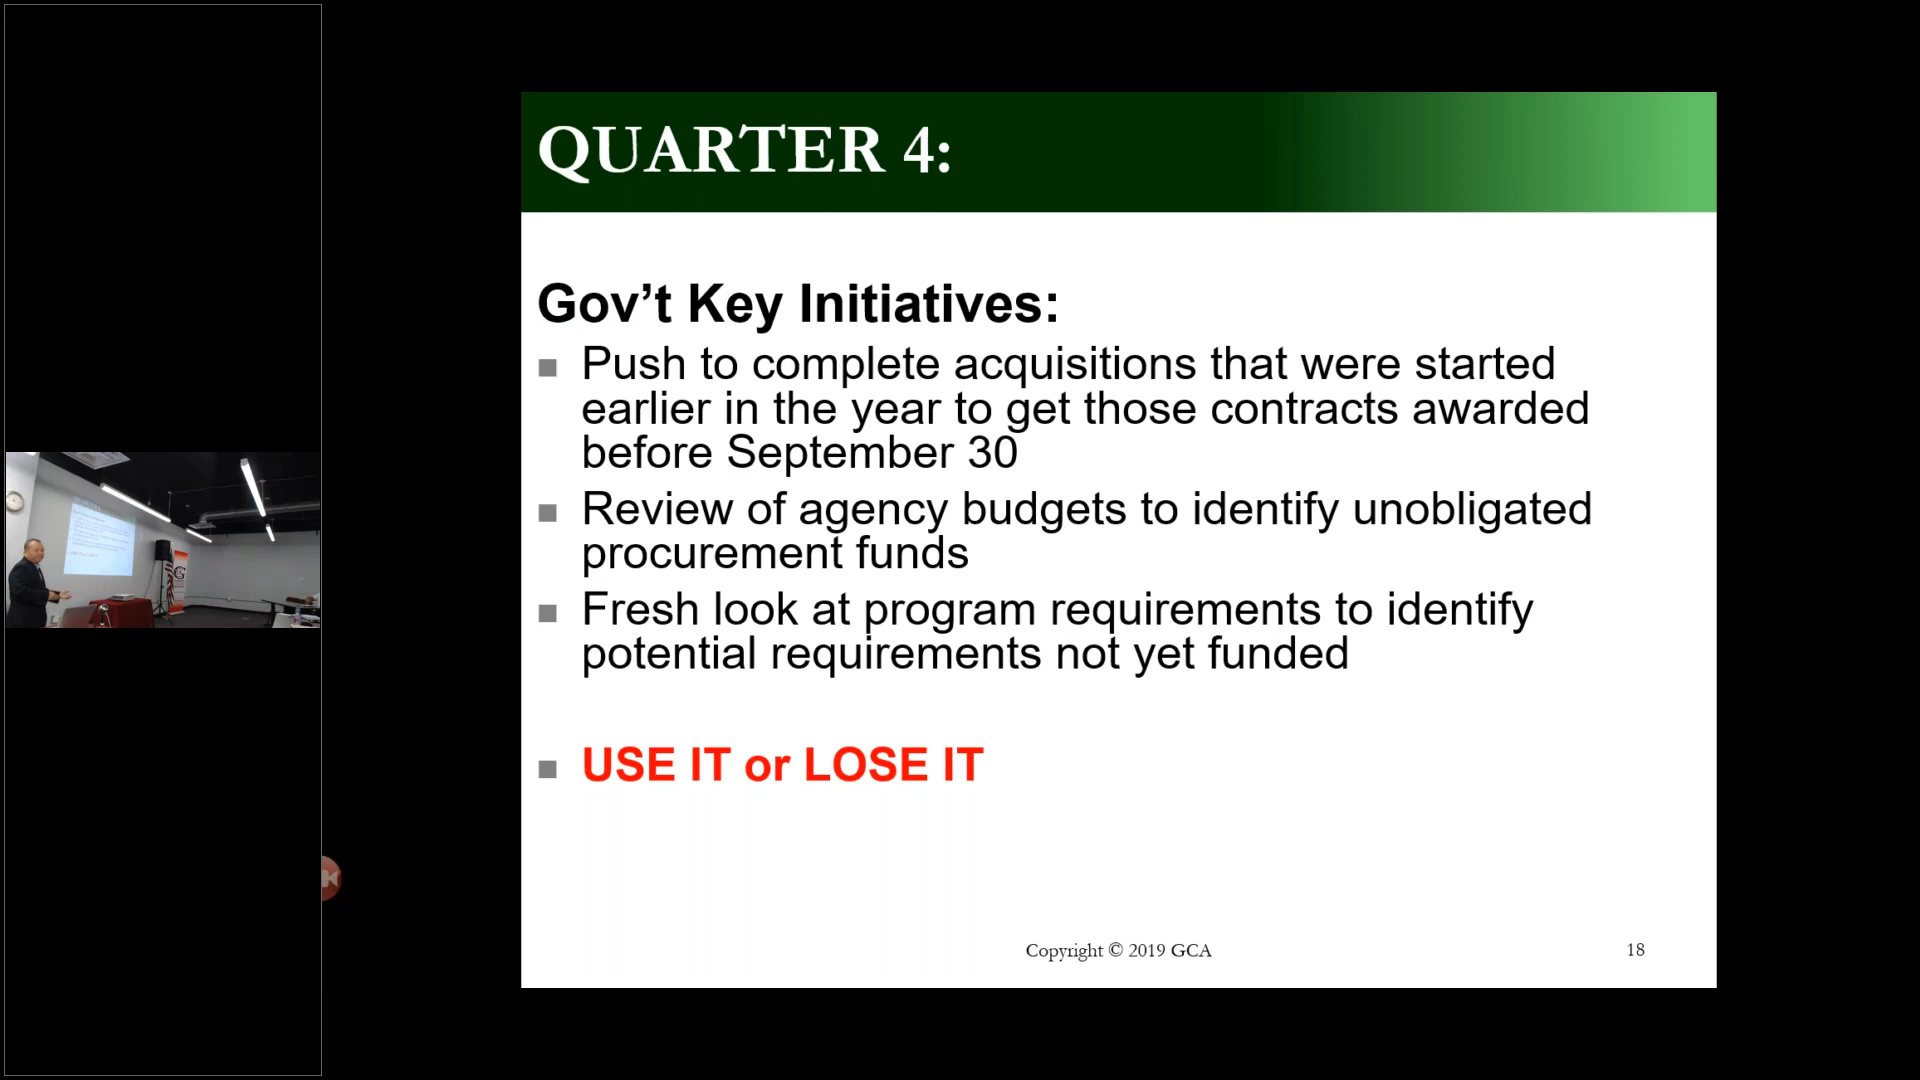 QUARTER 4:
Gov’t Key Initiatives:
Push to complete acquisitions that were started
earlier in the year to get those contracts awarded
before September 30
Review of agency budgets to identify unobligated
procurement funds
Fresh look at program requirements to identify
potential requirements not yet funded
USE IT or LOSE IT
Copyright © 2019 GCA
18